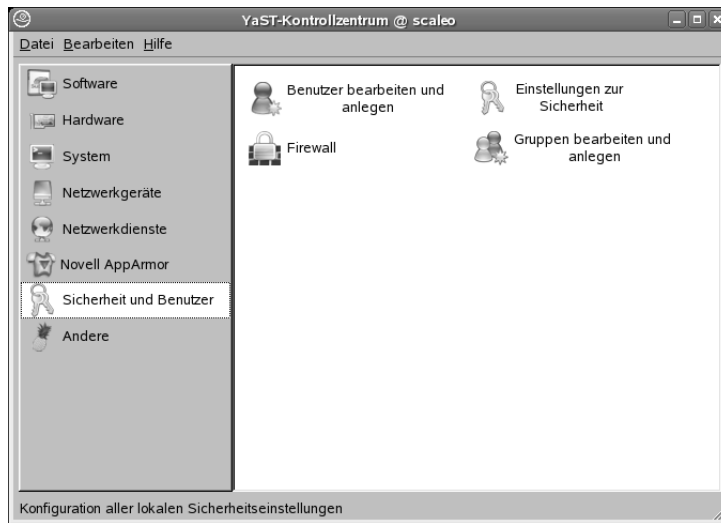 YaST-Kontrollzentrum @ scaleo
Datei Bearbeiten Hilfe
Software
Hardware
System
Netzwerkgeräte
Netzwerkdienste
Novell AppArmor
Sicherheit und Benutzer
Andere
Benutzer bearbeiten und
anlegen
Einstellungen zur
Sicherheit
Firewall
Gruppen bearbeiten und
anlegen
Konfiguration aller lokalen Sicherheitseinstellungen